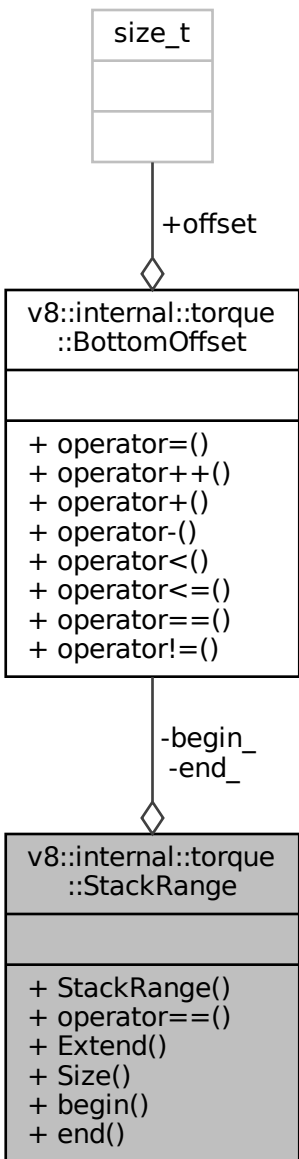 size_t
+offset
v8::internal::torque
::BottomOffset
+ operator=()
+ operator++()
+ operator+()
+ operator-()
+ operator<()
+ operator<=()
+ operator==()
+ operator!=()
-begin_
-end_
v8::internal::torque
::StackRange
+ StackRange()
+ operator==()
+ Extend()
+ Size()
+ begin()
+ end()